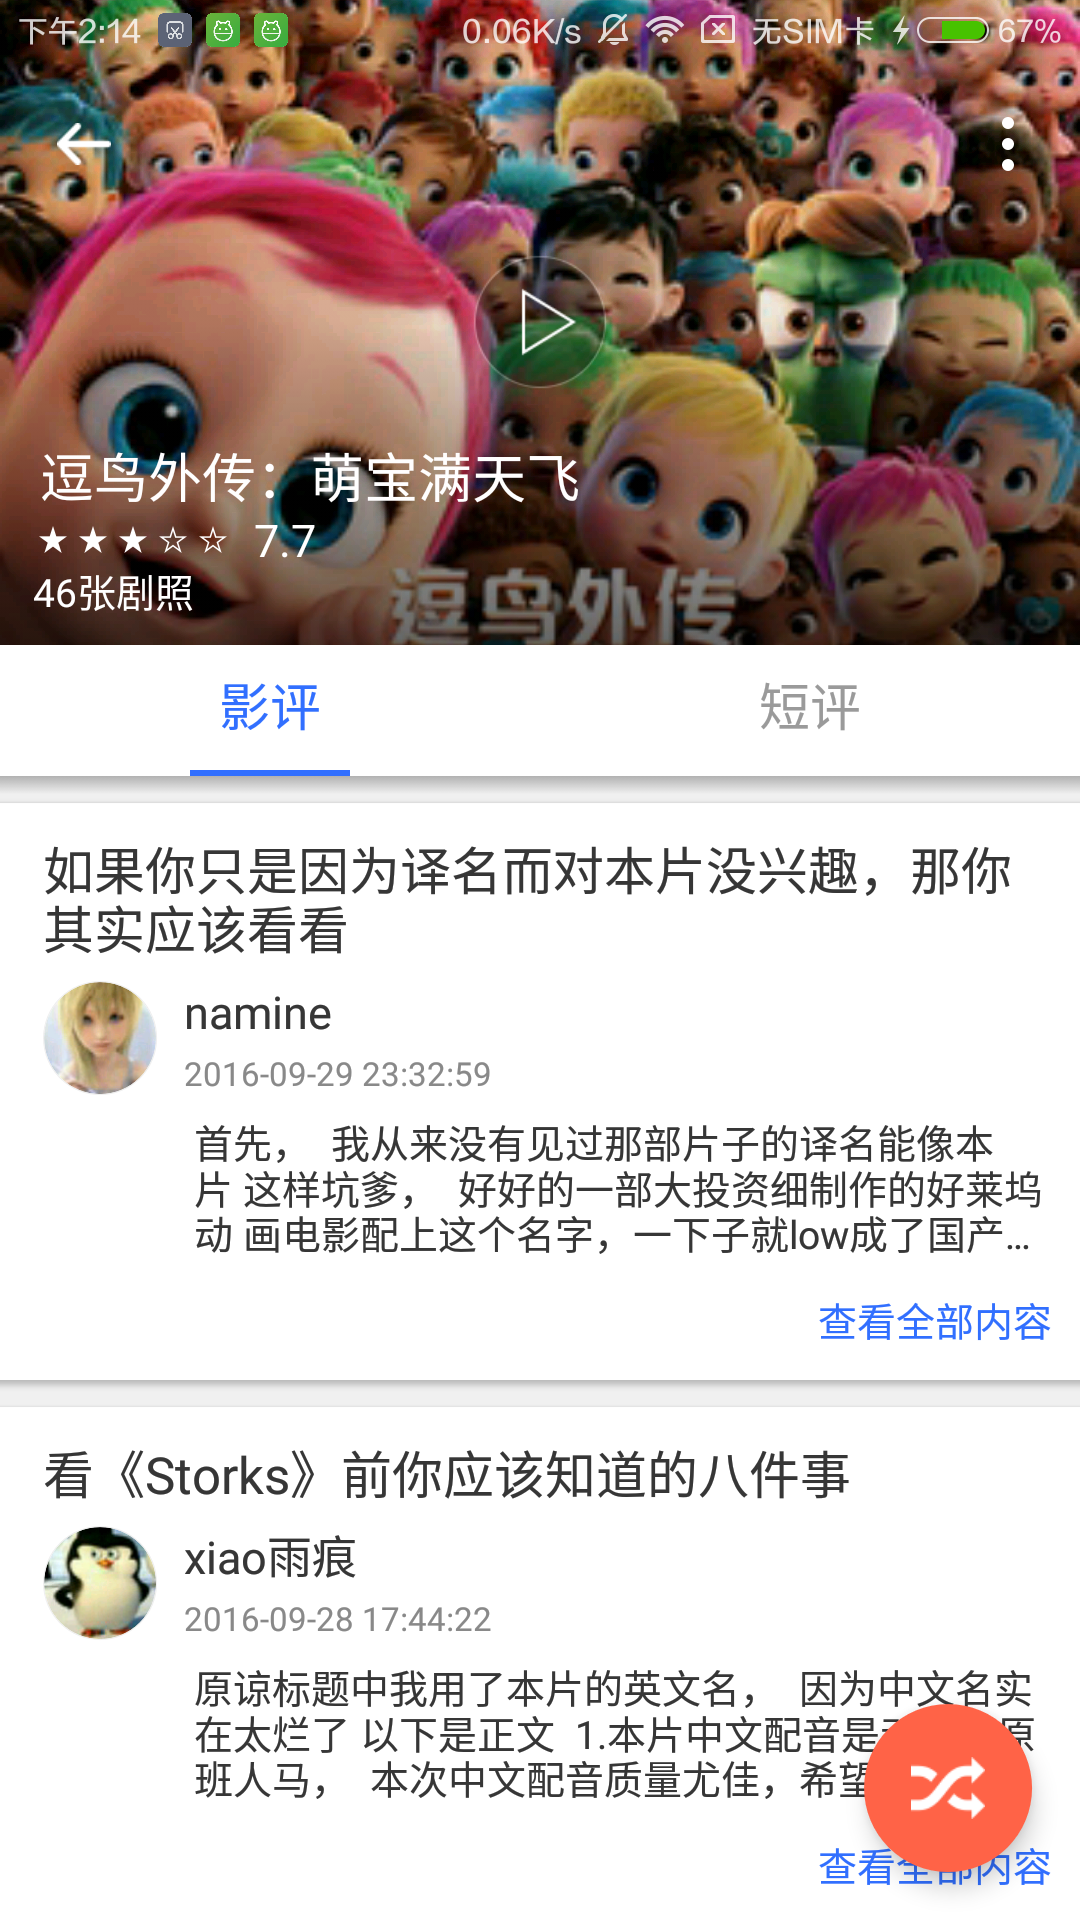 下午2:14 0.06K/s 无SIM卡 67%
逗鸟外传：萌宝满天飞
★★★☆☆ 7.7
46张剧照
逗鸟外传
影评 短评
如果你只是因为译名而对本片没兴趣，那你
其实应该看看
namine
2016-09-29 23:32:59
首先， 我从来没有见过那部片子的译名能像本
片 这样坑爹， 好好的一部大投资细制作的好莱坞
动 画电影配上这个名字，一下子就low成了国产...
查看全部内容
看《Storks》前你应该知道的八件事
xiao雨痕
2016-09-28 17:44:22
原谅标题中我用了本片的英文名， 因为中文名实
在太烂了 以下是正文 1.本片中文配音是 原
班人马， 本次中文配音质量尤佳，希望
查看全部内容